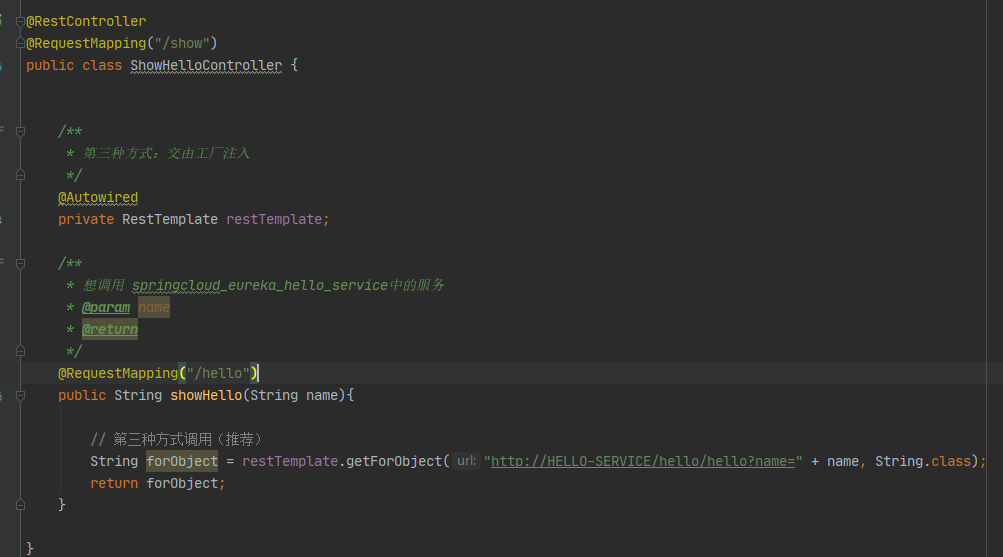 @RestController
@RequestMapping("/show")
public class ShowHelloController {
/**
* 第三种方式：交由工厂注入
*/
@Autowired
private RestTemplate restTemplate;
/**
* 想调用 springcloud_eureka_hello_service中的服务
* @param name
* @return
*/
@RequestMapping("/hello")
public String showHello(String name){
// 第三种方式调用（推荐）
String forObject = restTemplate.getForObject( url: "http://HELLO-SERVICE/hello/hello?name=" + name, String.class);
return forObject;
}
}